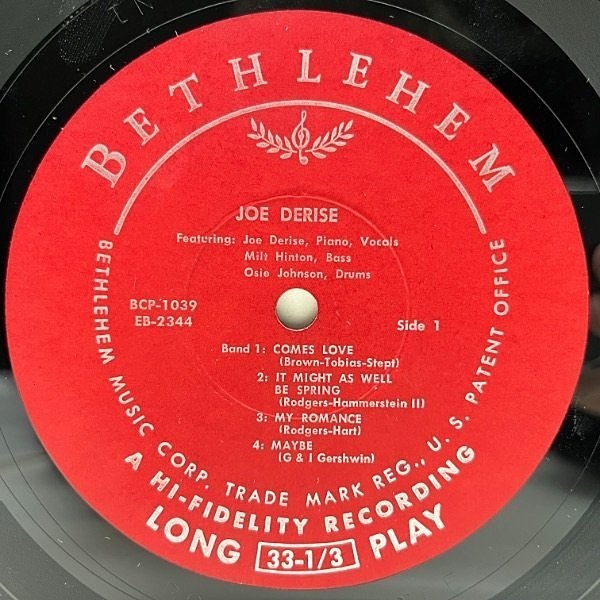 BETHLEHEM
JOE DERISE
Featuring: Joe Derise, Piano, Vocals
Milt Hinton, Bass
Osie Johnson, Drums
BCP-1039
EB-2344
Side 1
Band 1: COMES LOVE
(Brown-Tobias-Stept)
2: IT MIGHT AS WELL
BE SPRING
(Rodgers-Hammerstein II)
3: MY ROMANCE
(Rodgers-Hart)
4: MAYBE
(G & I Gershwin)
BETHLEHEM MUSIC CORP. TRADE MARK REG., U. S. PATENT OFFICE
A HI-FIDELITY RECORDING
LONG 33-1/3 PLAY